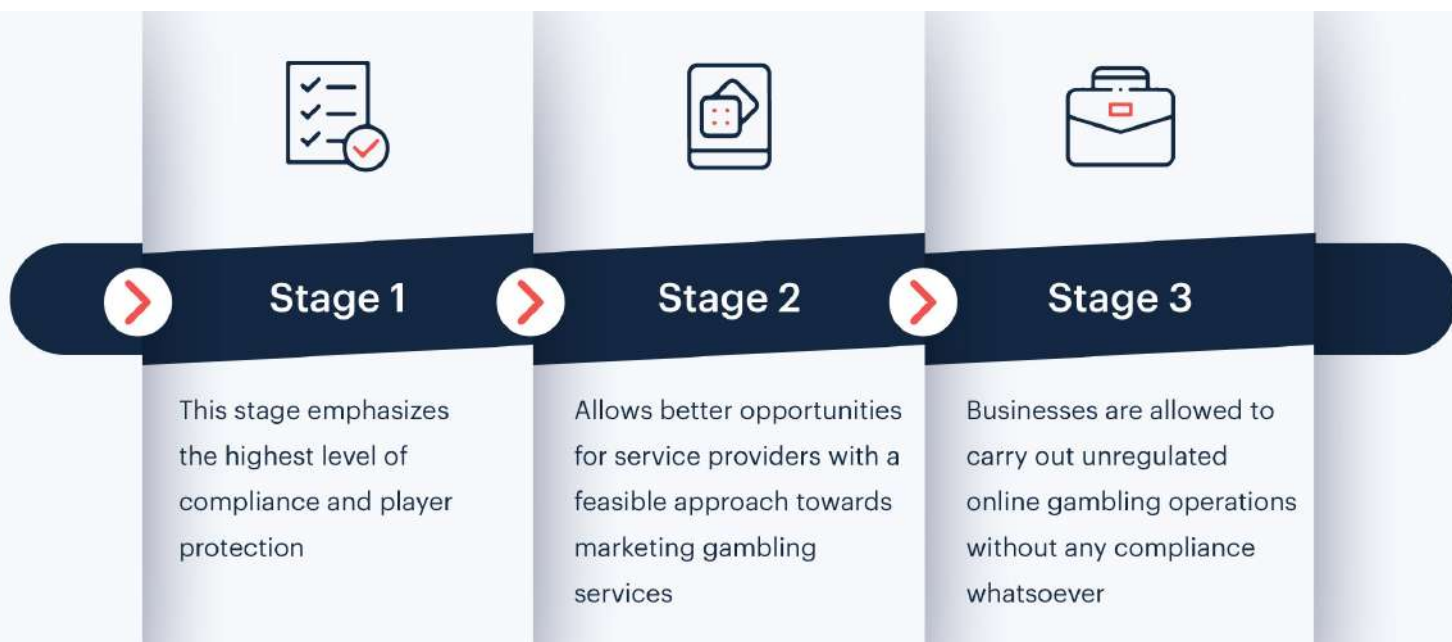 Stage 1
This stage emphasizes
the highest level of
compliance and player
protection
Stage 2
Allows better opportunities
for service providers with a
feasible approach towards
marketing gambling
services
Stage 3
Businesses are allowed to
carry out unregulated
online gambling operations
without any compliance
whatsoever